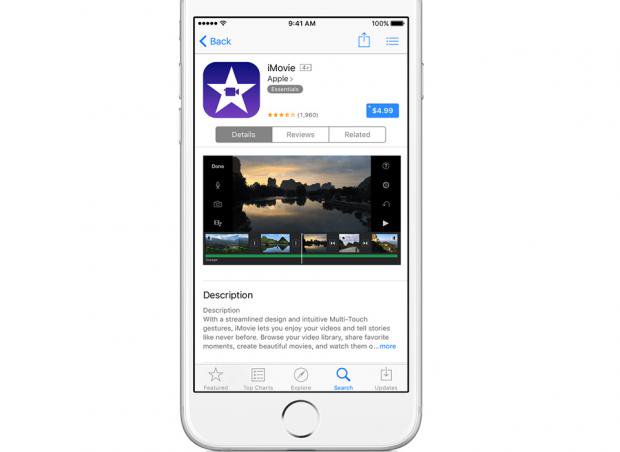 9:41 AM
100%
Back
iMovie 4+
Apple >
Essentials
(1,960)
+ $4.99
Details Reviews Related
Done
Voyage
Description
Description
With a streamlined design and intuitive Multi-Touch
gestures, iMovie lets you enjoy your videos and tell stories
like never before. Browse your video library, share favorite
moments, create beautiful movies, and watch them o...more
Featured Top Charts Explore Search Updates